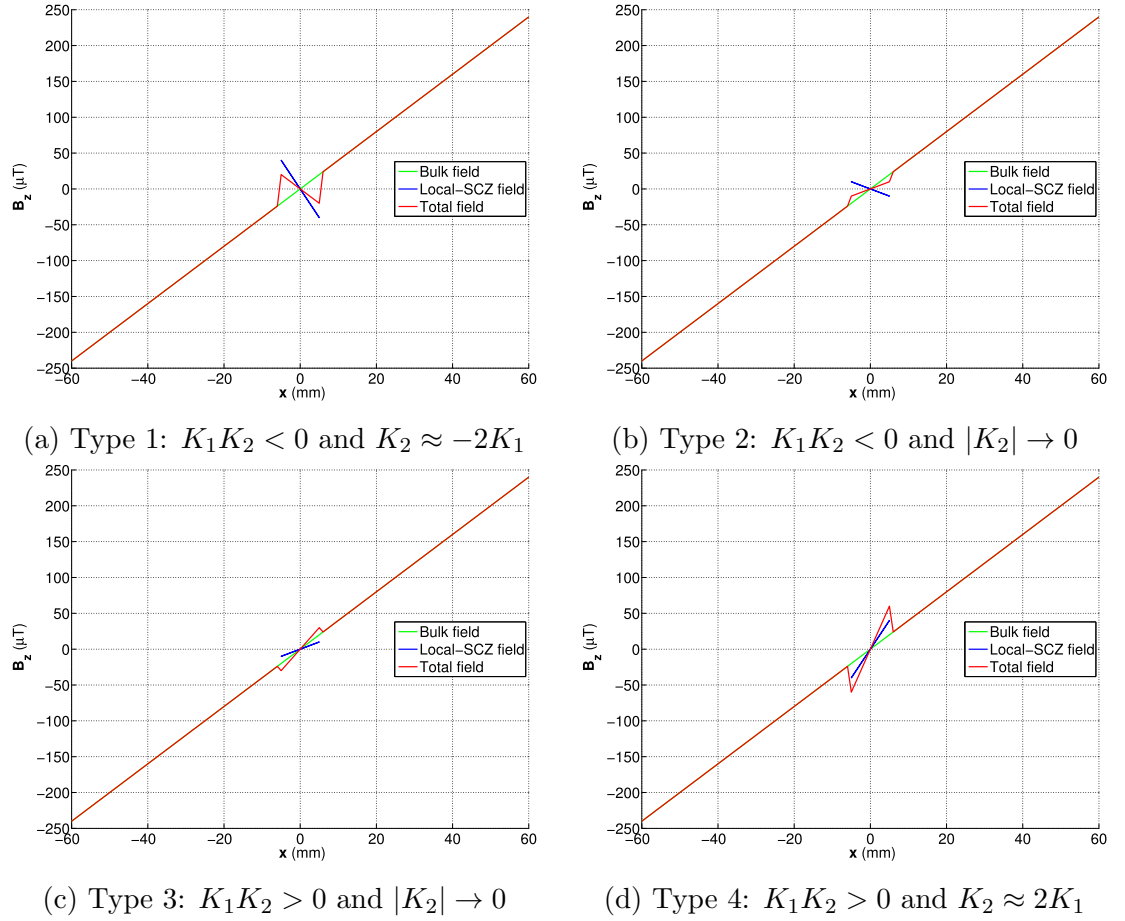 250
200
150
100
50
0
−50
−100
−150
−200
−250
−60 −40 −20 0 20 40 60
x (mm)
B_z (µT)
Bulk field
Local−SCZ field
Total field
(a) Type 1: K₁K₂ < 0 and K₂ ≈ −2K₁
250
200
150
100
50
0
−50
−100
−150
−200
−250
−60 −40 −20 0 20 40 60
x (mm)
B_z (µT)
Bulk field
Local−SCZ field
Total field
(b) Type 2: K₁K₂ < 0 and |K₂| → 0
250
200
150
100
50
0
−50
−100
−150
−200
−250
−60 −40 −20 0 20 40 60
x (mm)
B_z (µT)
Bulk field
Local−SCZ field
Total field
(c) Type 3: K₁K₂ > 0 and |K₂| → 0
250
200
150
100
50
0
−50
−100
−150
−200
−250
−60 −40 −20 0 20 40 60
x (mm)
B_z (µT)
Bulk field
Local−SCZ field
Total field
(d) Type 4: K₁K₂ > 0 and K₂ ≈ 2K₁